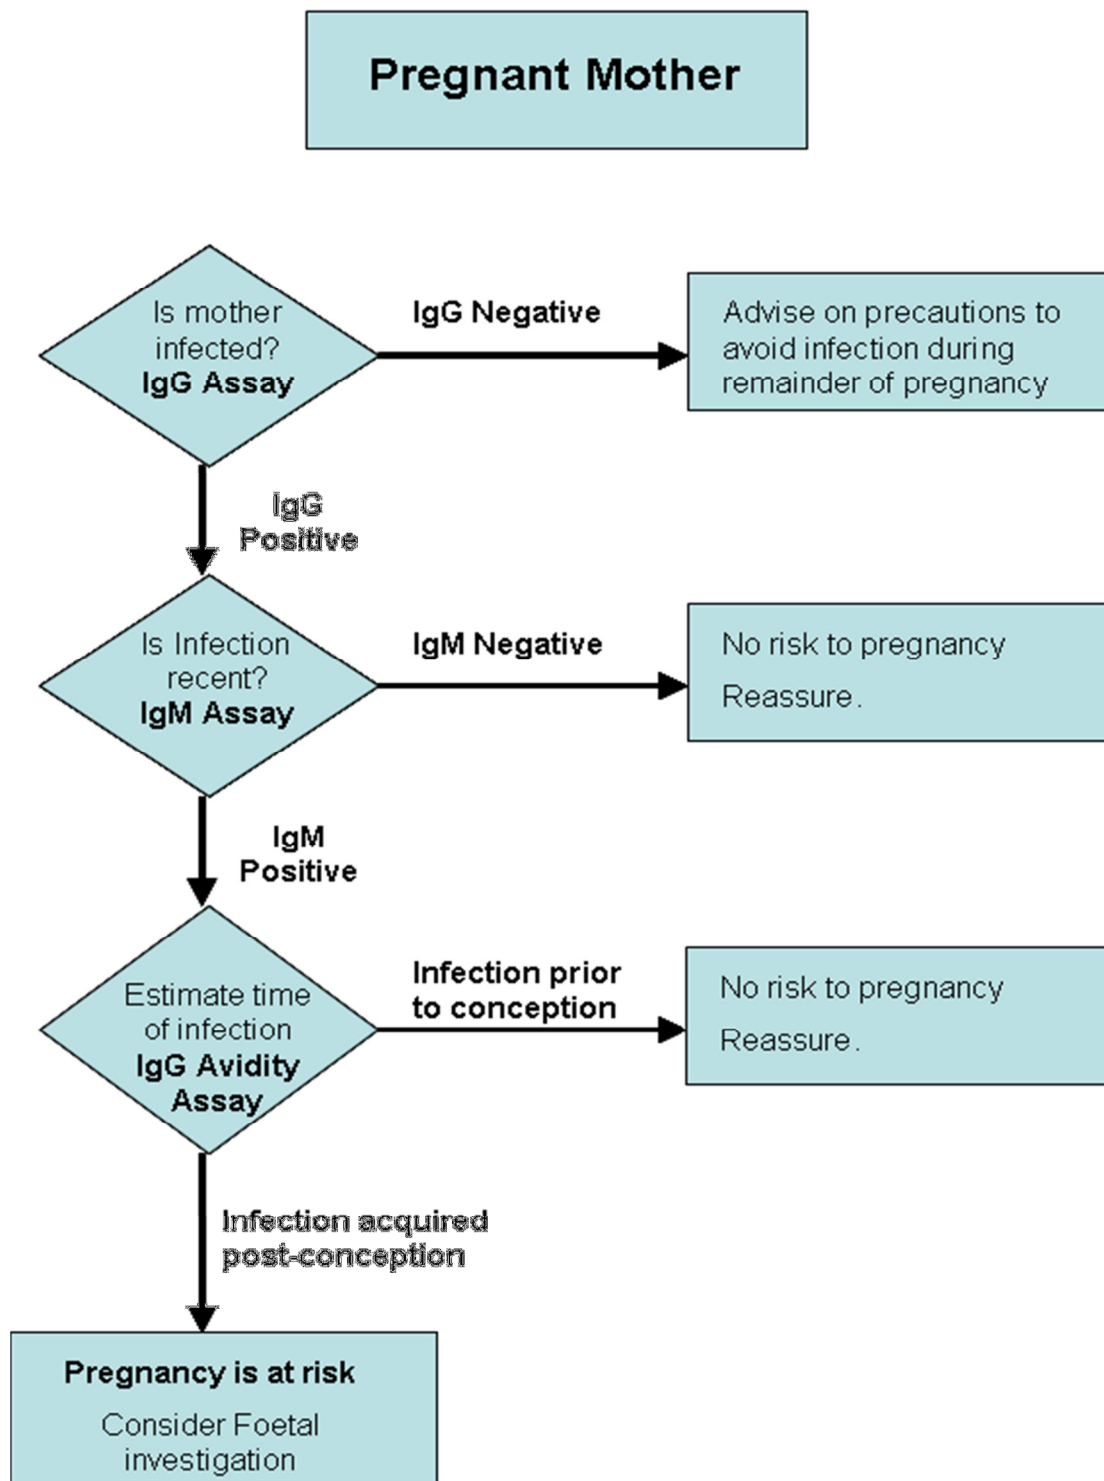 Pregnant Mother
Is mother
infected?
IgG Assay
IgG Negative
Advise on precautions to
avoid infection during
remainder of pregnancy
IgG
Positive
Is Infection
recent?
IgM Assay
IgM Negative
No risk to pregnancy
Reassure.
IgM
Positive
Estimate time
of infection
IgG Avidity
Assay
Infection prior
to conception
No risk to pregnancy
Reassure.
Infection acquired
post-conception
Pregnancy is at risk
Consider Foetal
investigation